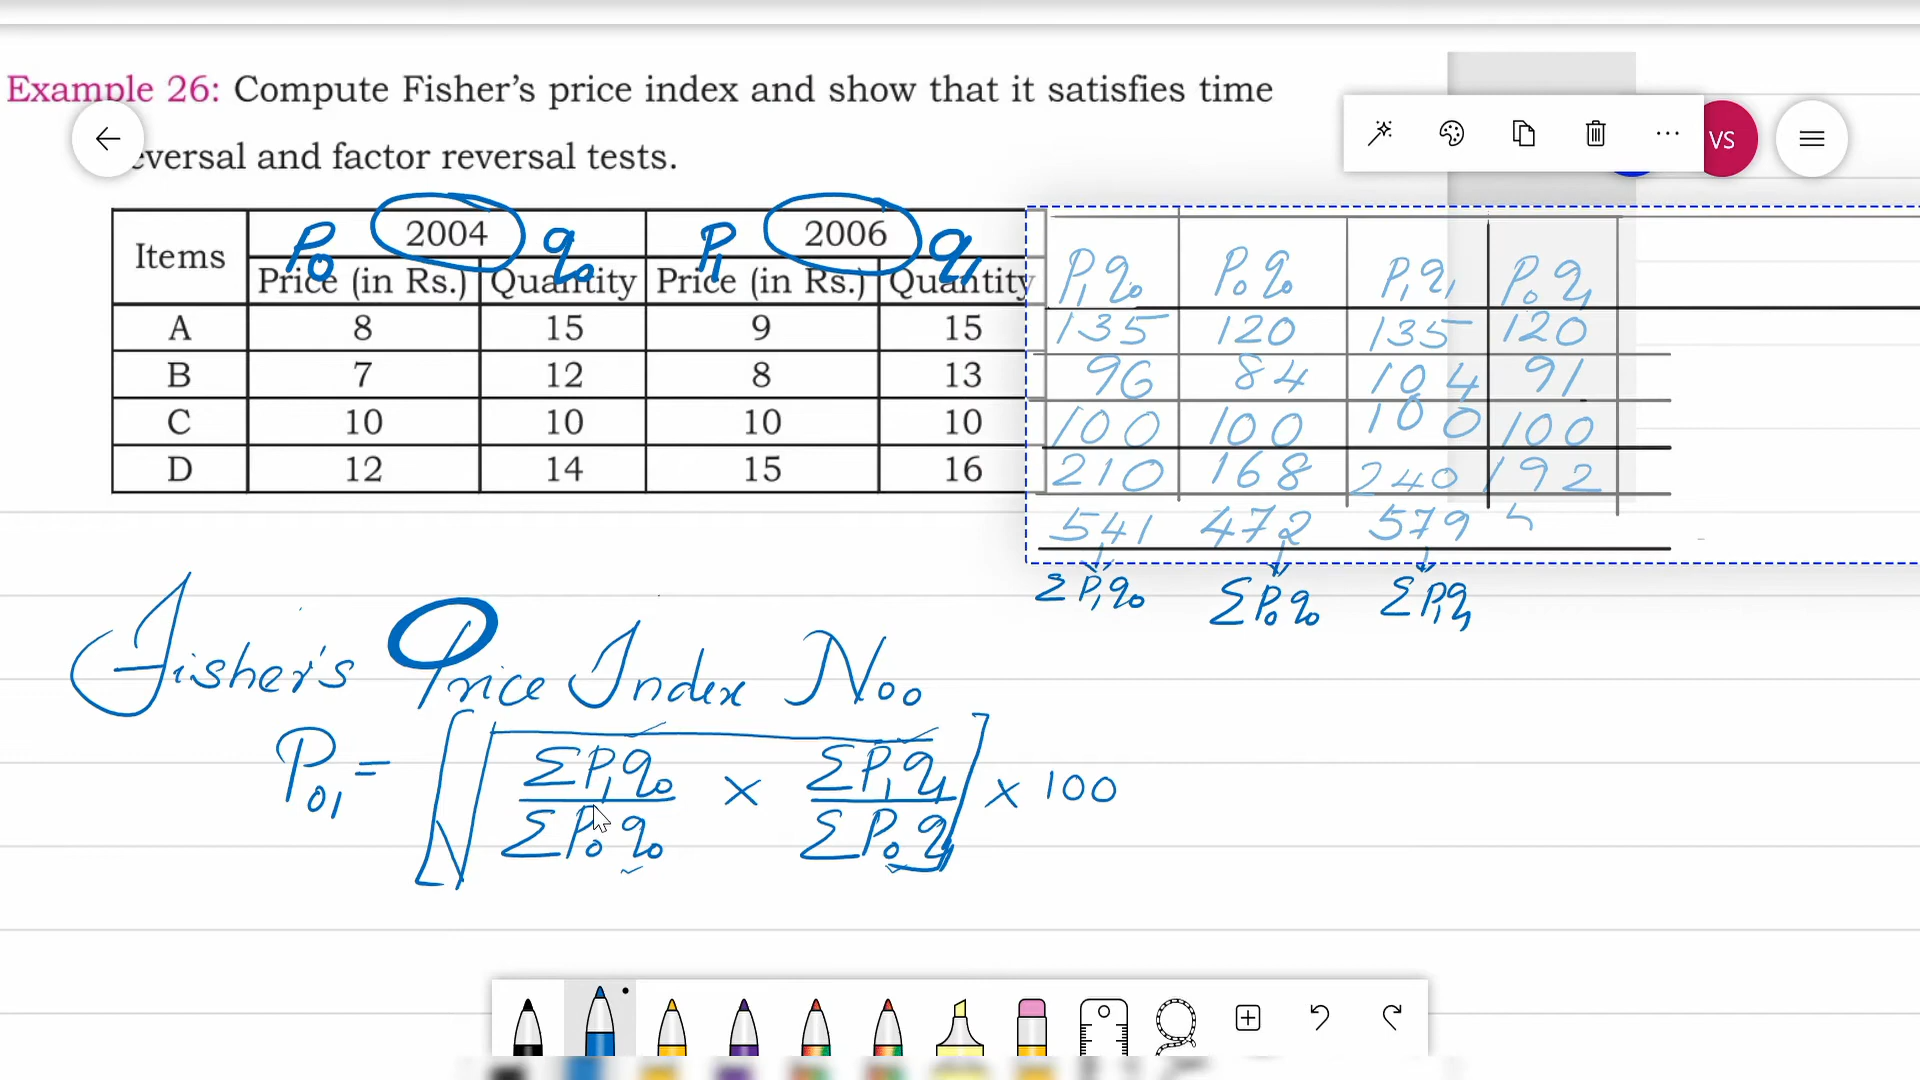 Example 26: Compute Fisher's price index and show that it satisfies time
eversal and factor reversal tests.
VS
Items P0 2004 q0 P1 2006 q1
Price (in Rs.) Quantity Price (in Rs.) Quantity P1q0 P0q0 P1q1 P0q1
A 8 15 9 15 135 120 135 120
B 7 12 8 13 96 84 104 91
C 10 10 10 10 100 100 100 100
D 12 14 15 16 210 168 240 192
541 472 579 5
ΣP1q0 ΣP0q0 ΣP1q1
Fisher's Price Index No.
P01 = [√ ΣP1q0 / ΣP0q0 × ΣP1q1 / ΣP0q1 ] × 100